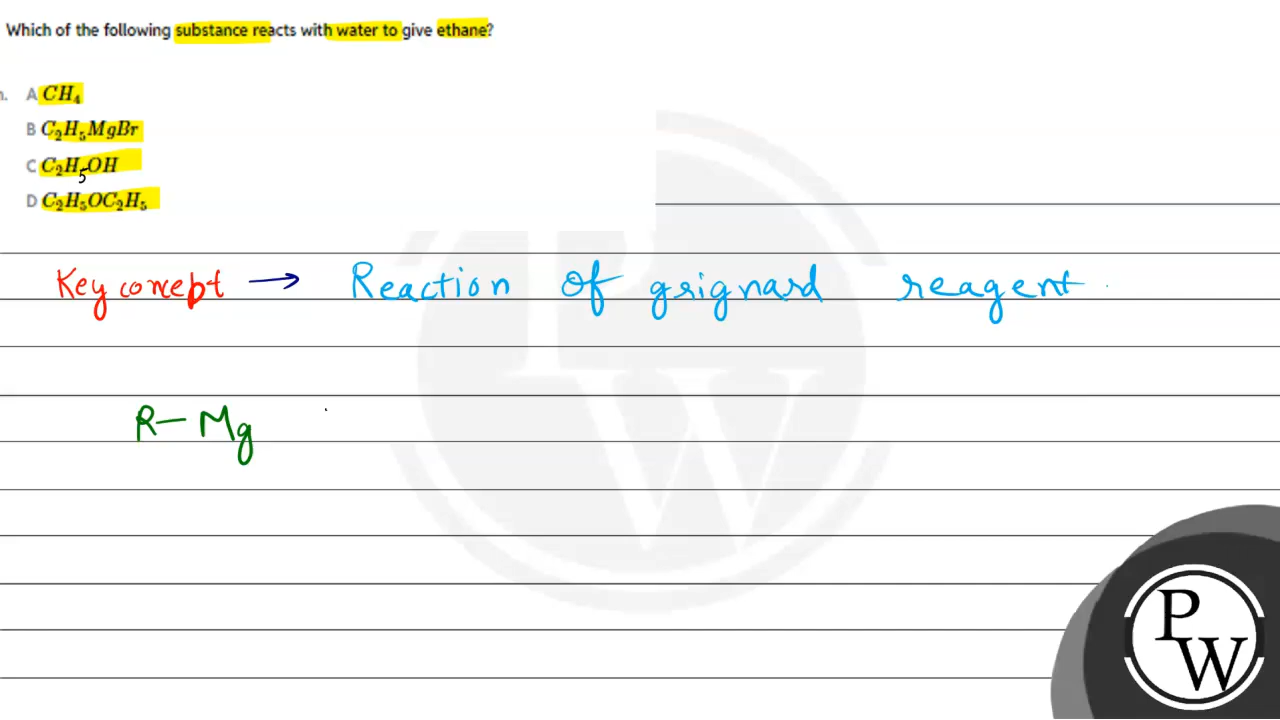 Which of the following substance reacts with water to give ethane?
A CH₄
B C₂H₅MgBr
C C₂H₅OH
D C₂H₅OC₂H₅
Key concept → Reaction of grignard reagent.
R- Mg
P
W